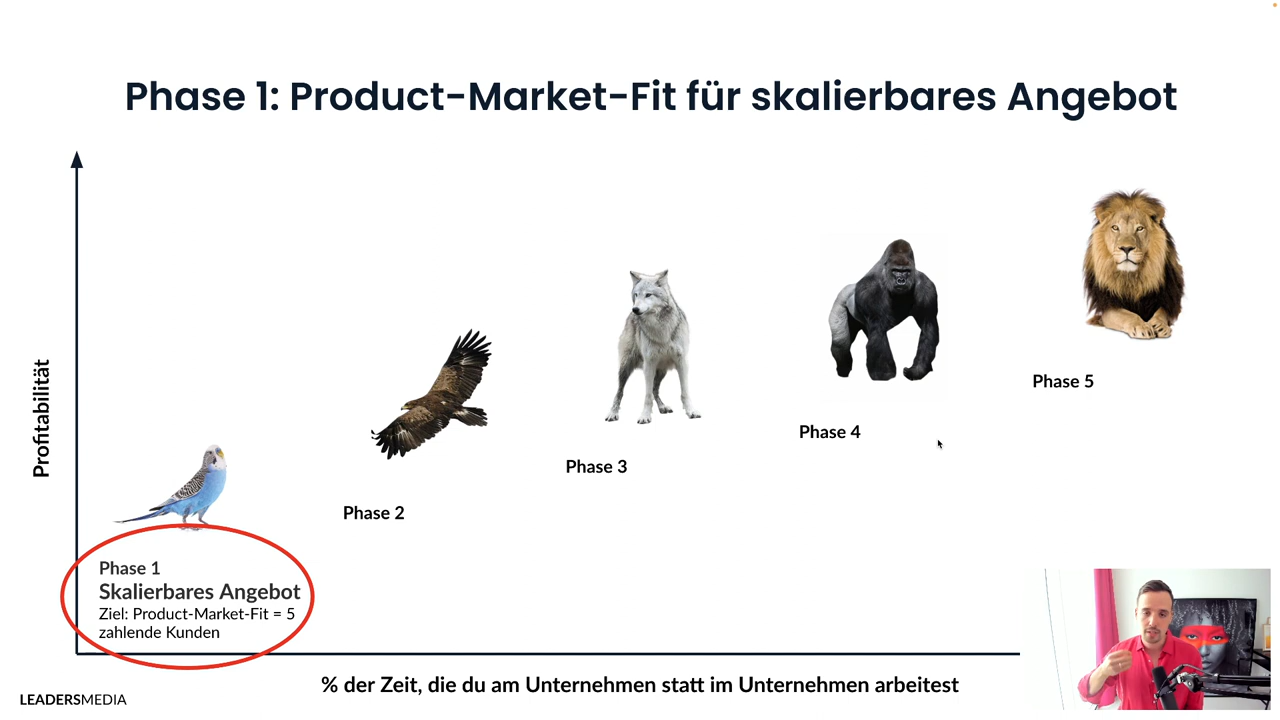 Phase 1: Product-Market-Fit für skalierbares Angebot
Profitabilität
Phase 5
Phase 4
Phase 3
Phase 2
Phase 1
Skalierbares Angebot
Ziel: Product-Market-Fit = 5
zahlende Kunden
% der Zeit, die du am Unternehmen statt im Unternehmen arbeitest
LEADERSMEDIA